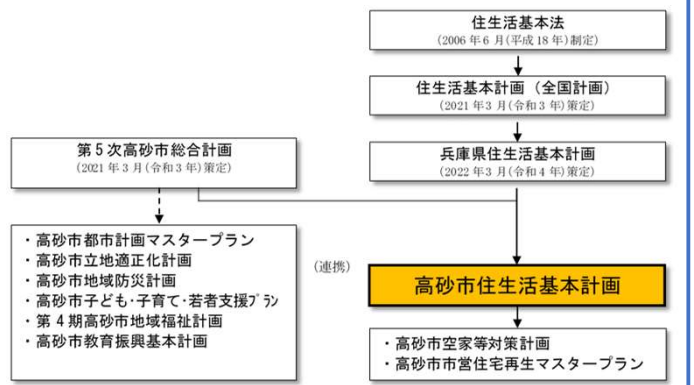 住生活基本法
(2006年6月(平成18年)制定)
住生活基本計画（全国計画）
(2021年3月(令和3年)策定)
第5次高砂市総合計画
(2021年3月(令和3年)策定)
兵庫県住生活基本計画
(2022年3月(令和4年)策定)
・高砂市都市計画マスタープラン
・高砂市立地適正化計画
・高砂市地域防災計画
・高砂市子ども・子育て・若者支援プラン
・第4期高砂市地域福祉計画
・高砂市教育振興基本計画
（連携）
高砂市住生活基本計画
・高砂市空家等対策計画
・高砂市市営住宅再生マスタープラン